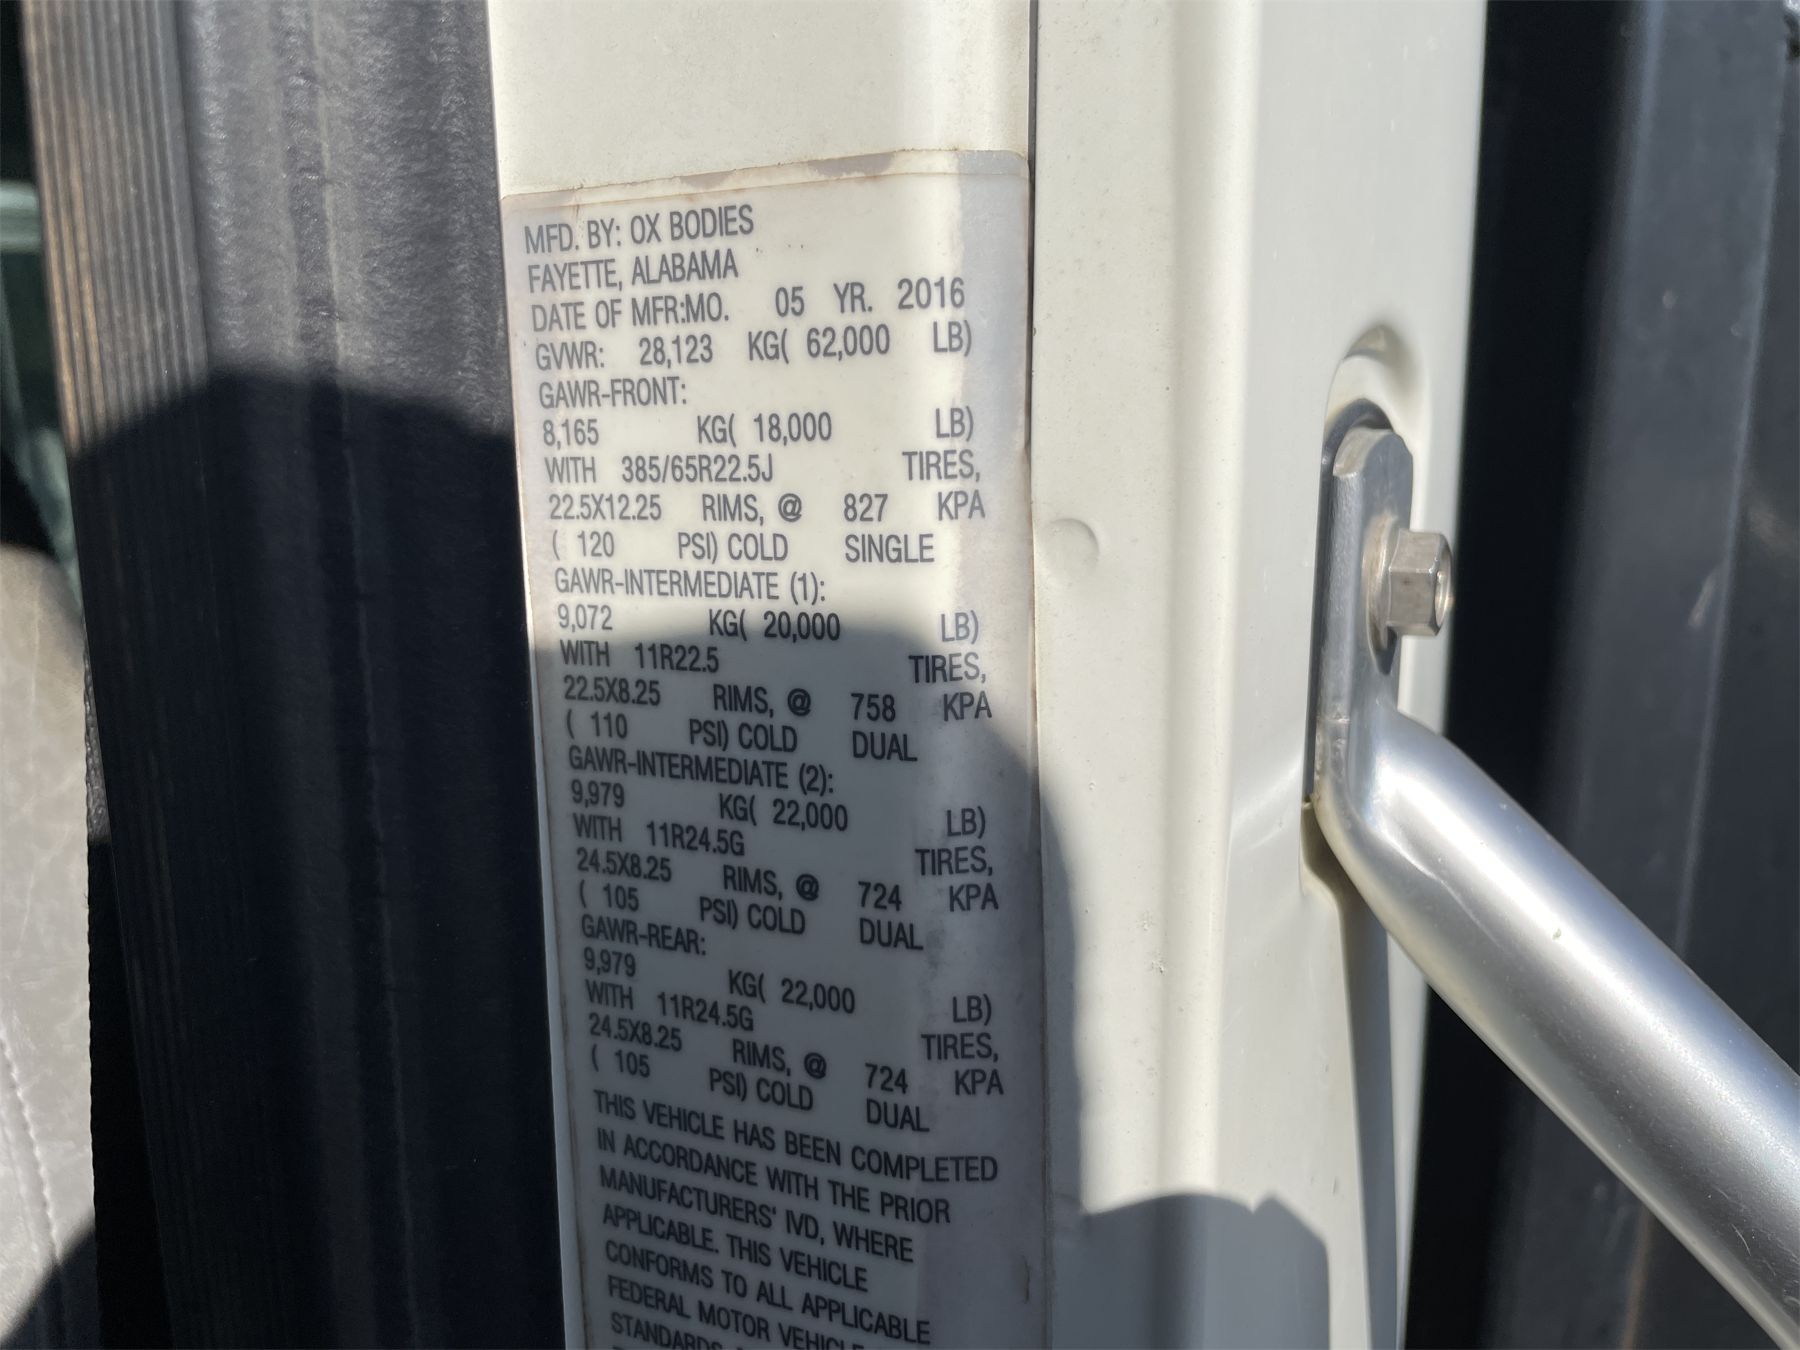 MFD. BY: OX BODIES
FAYETTE, ALABAMA
DATE OF MFR:MO. 05 YR. 2016
GVWR: 28,123 KG( 62,000 LB)
GAWR-FRONT:
8,165 KG( 18,000 LB)
WITH 385/65R22.5J TIRES,
22.5X12.25 RIMS, @ 827 KPA
( 120 PSI) COLD SINGLE
GAWR-INTERMEDIATE (1):
9,072 KG( 20,000 LB)
WITH 11R22.5 TIRES,
22.5X8.25 RIMS, @ 758 KPA
( 110 PSI) COLD DUAL
GAWR-INTERMEDIATE (2):
9,979 KG( 22,000 LB)
WITH 11R24.5G TIRES,
24.5X8.25 RIMS, @ 724 KPA
( 105 PSI) COLD DUAL
GAWR-REAR:
9,979 KG( 22,000 LB)
WITH 11R24.5G TIRES,
24.5X8.25 RIMS, @ 724 KPA
( 105 PSI) COLD DUAL
THIS VEHICLE HAS BEEN COMPLETED
IN ACCORDANCE WITH THE PRIOR
MANUFACTURERS' IVD, WHERE
APPLICABLE. THIS VEHICLE
CONFORMS TO ALL APPLICABLE
FEDERAL MOTOR VEHICLE
STANDARDS